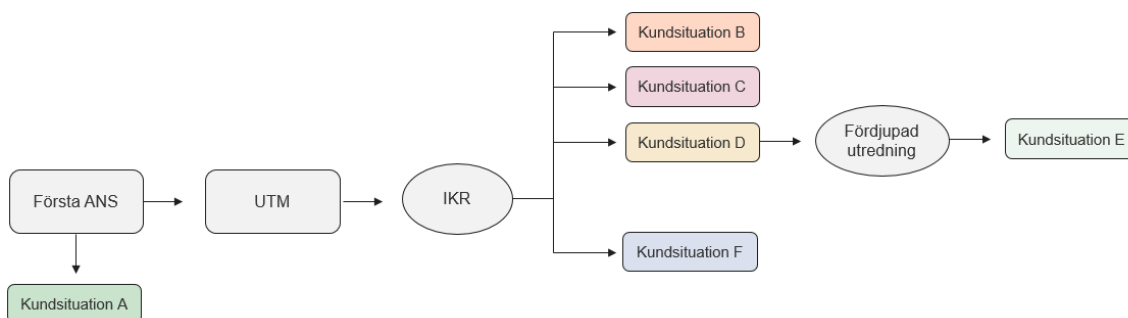 Kundsituation B
Kundsituation C
Kundsituation D
Fördjupad
utredning
Kundsituation E
Första ANS
UTM
IKR
Kundsituation F
Kundsituation A